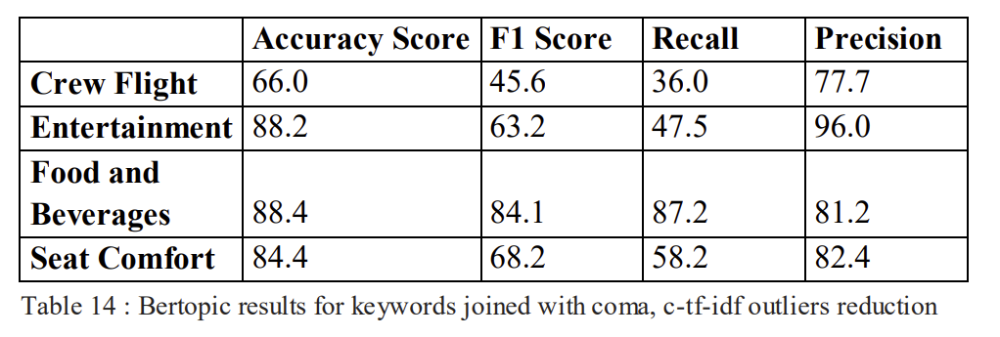 Accuracy Score F1 Score Recall Precision
Crew Flight 66.0 45.6 36.0 77.7
Entertainment 88.2 63.2 47.5 96.0
Food and
Beverages 88.4 84.1 87.2 81.2
Seat Comfort 84.4 68.2 58.2 82.4
Table 14 : Bertopic results for keywords joined with coma, c-tf-idf outliers reduction